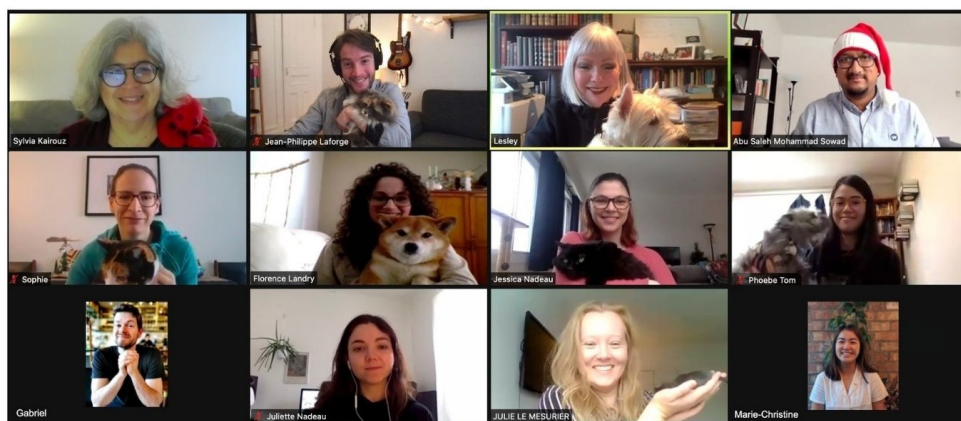 Sylvia Kairouz
Jean-Philippe Laforge
Lesley
Abu Saleh Mohammad Sowad
Sophie
Florence Landry
Jessica Nadeau
Phoebe Tom
Gabriel
Juliette Nadeau
JULIE LE MESURIER
Marie-Christine